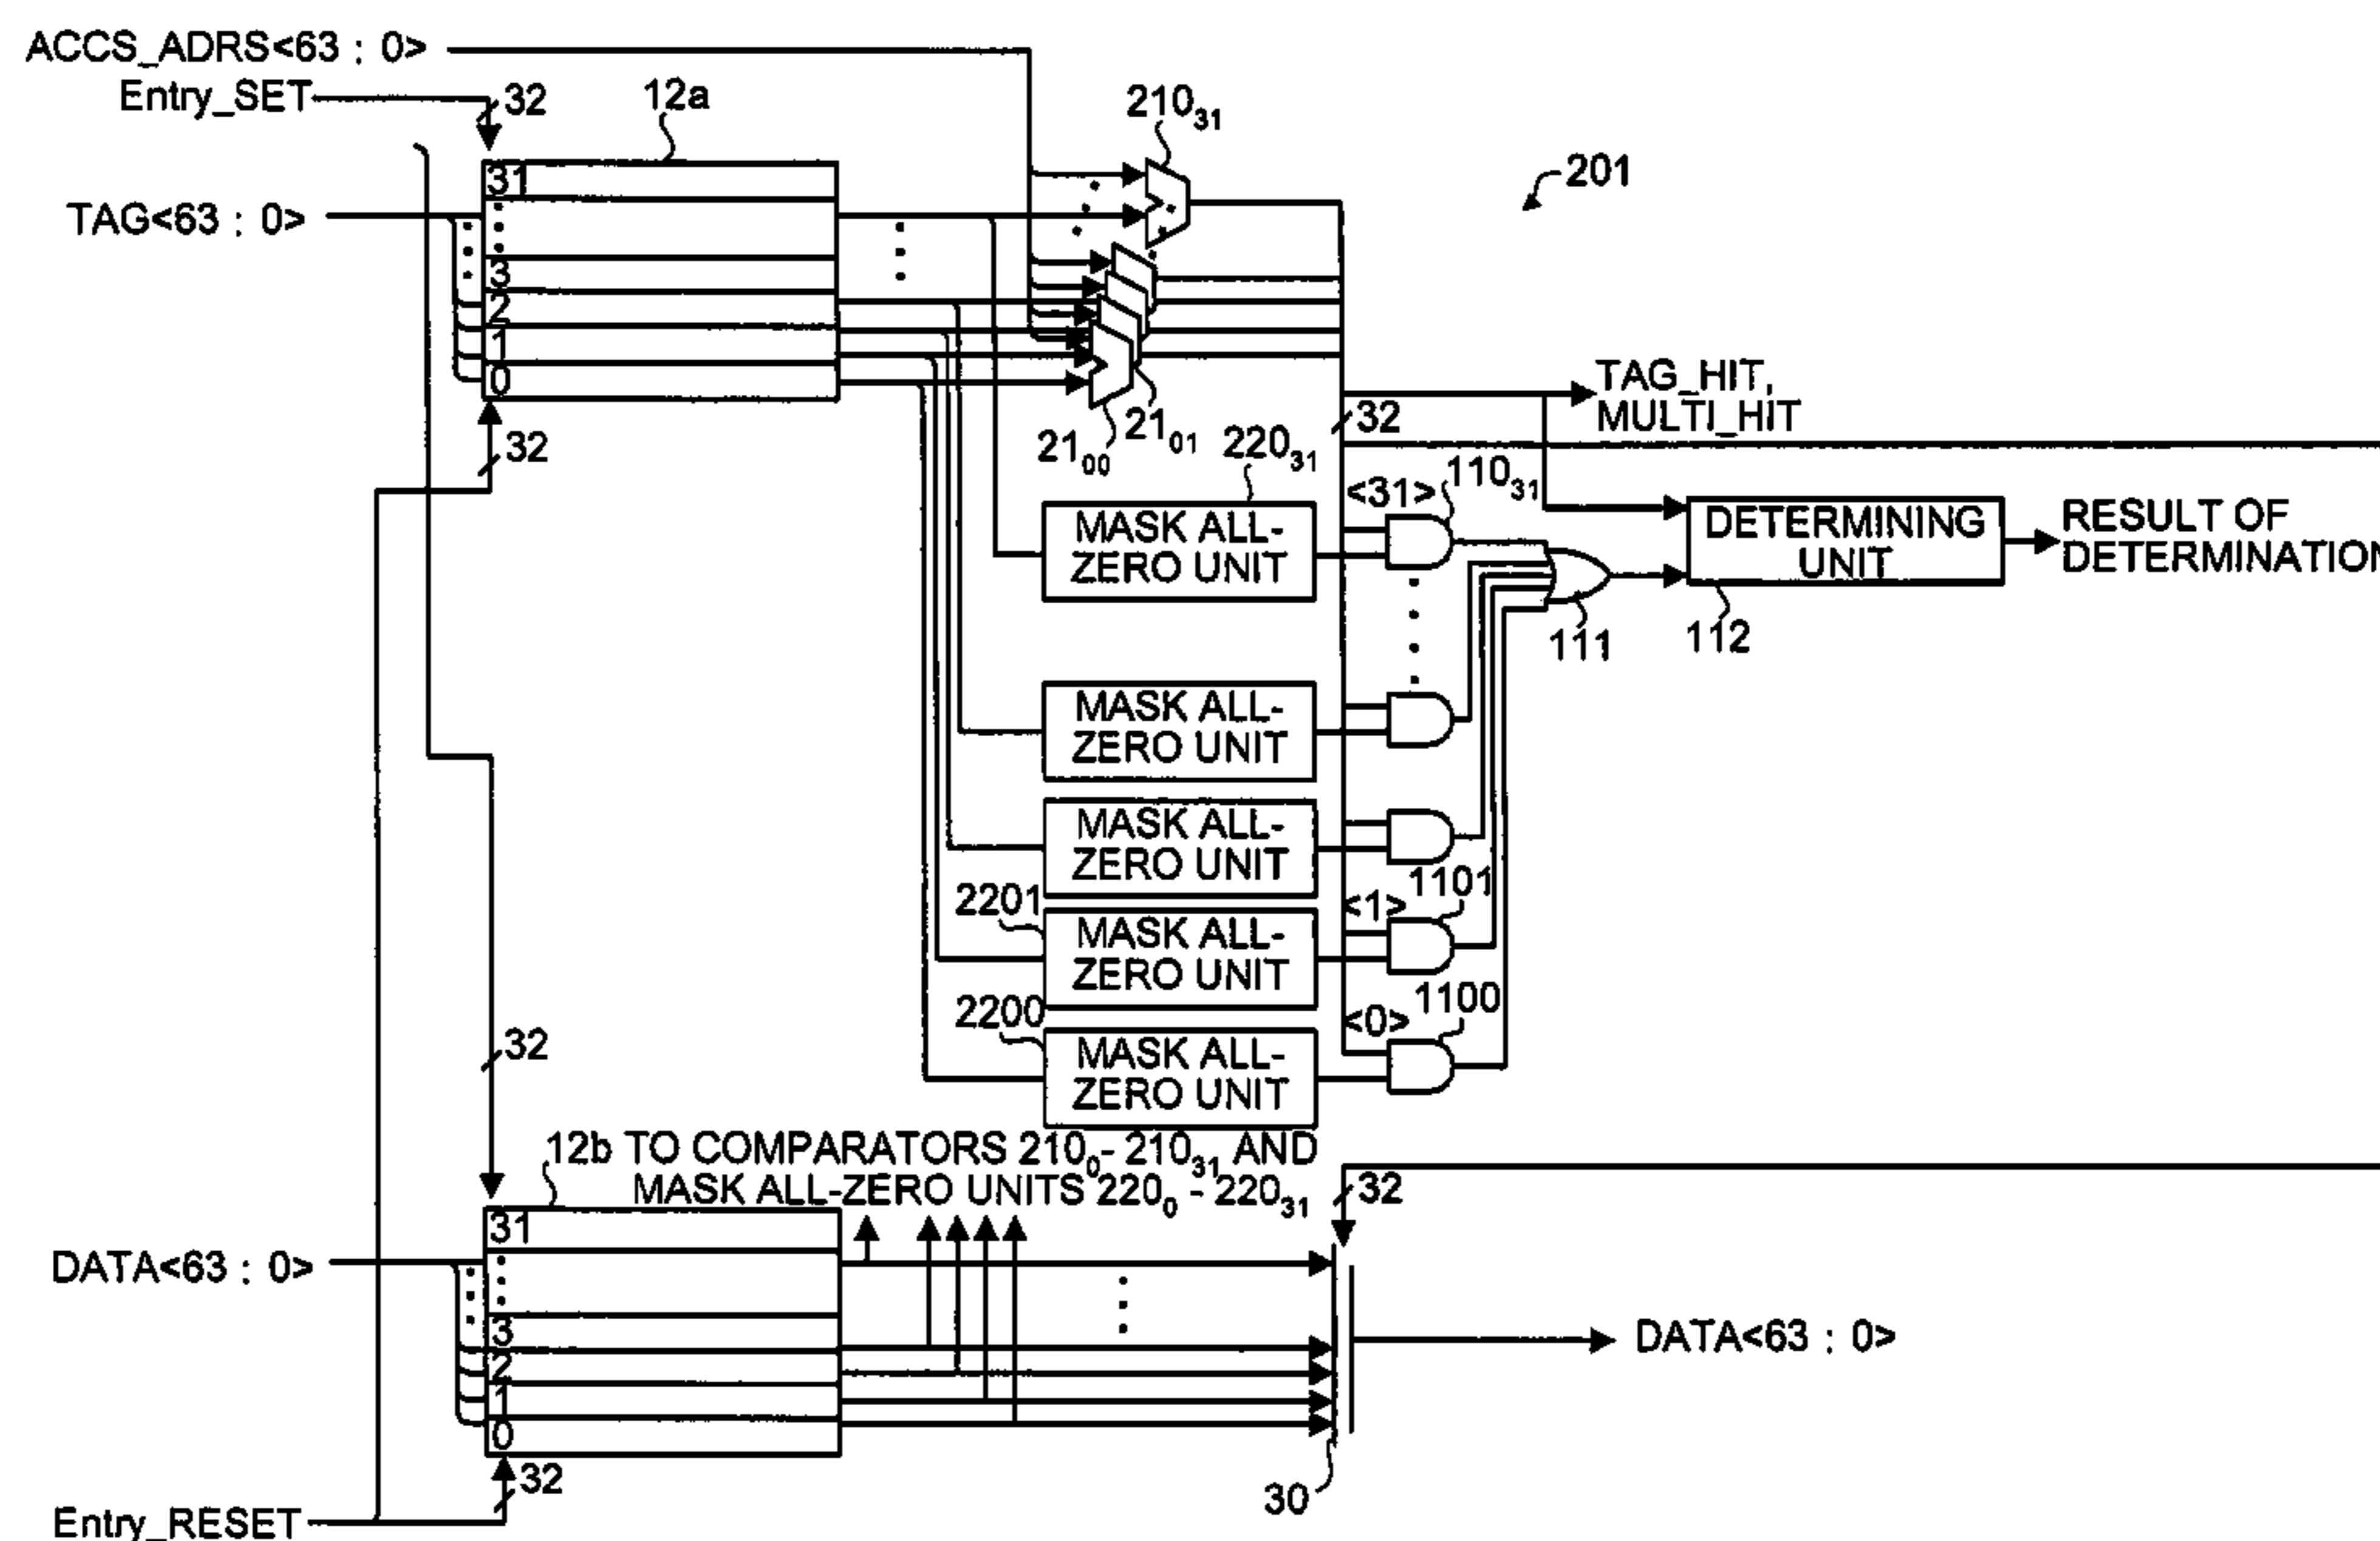 ACCS_ADRS<63 : 0>
Entry_SET
32
12a
210₃₁
201
TAG<63 : 0>
31
3
2
1
0
32
21₀₀
21₀₁
TAG_HIT,
MULTI_HIT
32
220₃₁
<31>
110₃₁
MASK ALL-
ZERO UNIT
DETERMINING
UNIT
RESULT OF
DETERMINATION
111
112
MASK ALL-
ZERO UNIT
MASK ALL-
ZERO UNIT
1101
2201
<1>
MASK ALL-
ZERO UNIT
1100
2200
<0>
MASK ALL-
ZERO UNIT
32
12b TO COMPARATORS 210₀- 210₃₁ AND
MASK ALL-ZERO UNITS 220₀ - 220₃₁
32
DATA<63 : 0>
31
3
2
1
0
DATA<63 : 0>
32
30
Entry_RESET